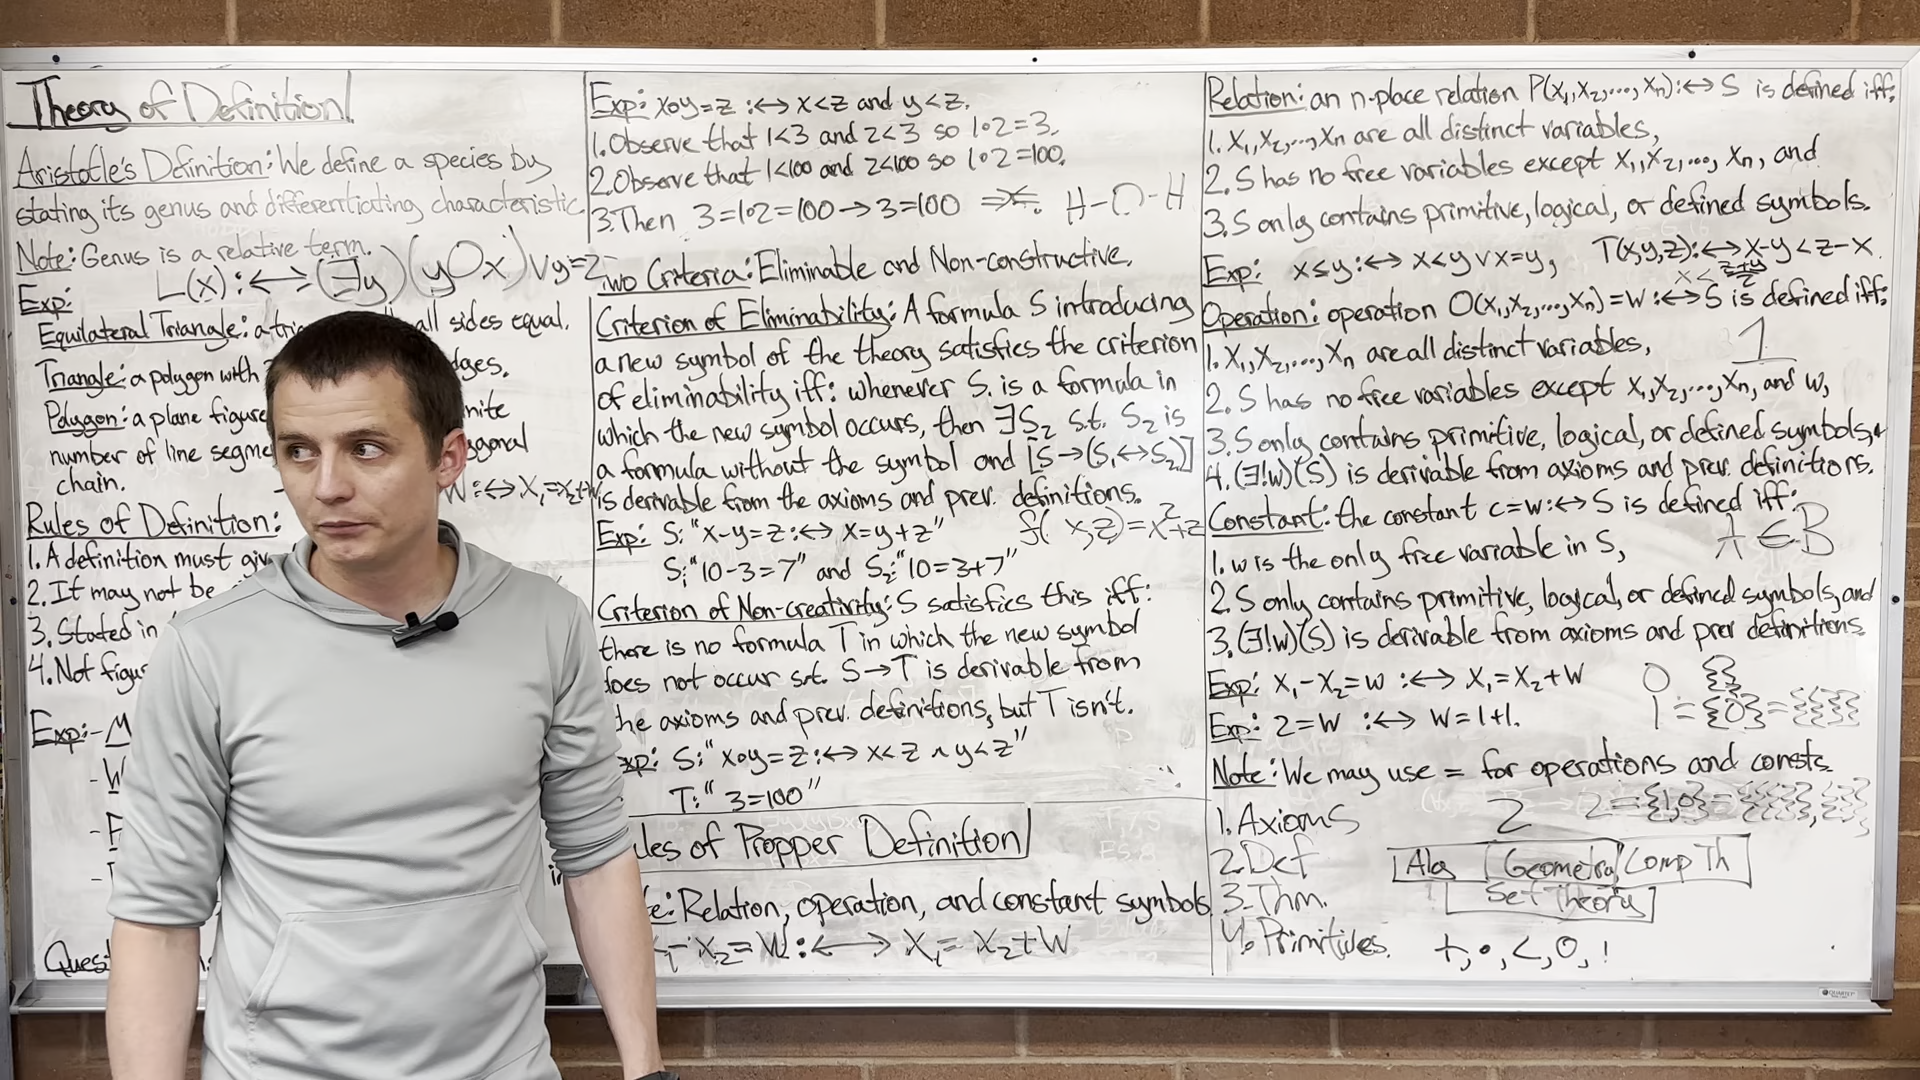 Theory of Definition
Aristotle's Definition: We define a species by
stating its genus and differentiating characteristic.
Note: Genus is a relative term.
L(x) :↔ (∃y)(yOx) ∨ y=2
Exp:
Equilateral Triangle: a all sides equal.
Triangle: a polygon with
Polygon: a plane figure
number of line
chain.
W :↔ X₁=X₂+W
Rules of Definition:
1. A definition must
2. It may not be
3. Stated in
4. Not
Exp:
Exp: x∘y=z :↔ x<z and y<z.
1. Observe that 1<3 and 2<3 so 1∘2=3.
2. Observe that 1<100 and 2<100 so 1∘2=100.
3. Then 3=1∘2=100→3=100
H-O-H
Two Criteria: Eliminable and Non-constructive.
Criterion of Eliminability: A formula S introducing
a new symbol of the theory satisfies the criterion
of eliminability iff: whenever S₁ is a formula in
which the new symbol occurs, then ∃S₂ s.t. S₂ is
a formula without the symbol and [S→(S₁↔S₂)]
is derivable from the axioms and prev. definitions.
Exp: S: "x-y=z :↔ x=y+z"
f(x,z)=x²+z
S₁: "10-3=7" and S₂: "10=3+7"
Criterion of Non-creativity: S satisfies this iff:
there is no formula T in which the new symbol
does not occur s.t. S→T is derivable from
the axioms and prev. definitions, but T isn't.
Exp: S: "x∘y=z :↔ x<z ∧ y<z"
T: "3=100"
of Propper Definition
Relation, operation, and constant symbols
X₂=W :↔ X₁=X₂+W
Relation: an n-place relation P(x₁,x₂,...,xₙ) :↔ S is defined iff:
1. x₁,x₂,...,xₙ are all distinct variables,
2. S has no free variables except x₁,x₂,...,xₙ, and
3. S only contains primitive, logical, or defined symbols.
Exp: x≤y :↔ x<y ∨ x=y, T(x,y,z) :↔ x-y<z-x
Operation: operation O(x₁,x₂,...,xₙ)=w :↔ S is defined iff:
1. x₁,x₂,...,xₙ are all distinct variables,
1
2. S has no free variables except x₁,x₂,...,xₙ, and w,
3. S only contains primitive, logical, or defined symbols, &
4. (∃!w)(S) is derivable from axioms and prev. definitions.
Constant: the constant c=w :↔ S is defined iff:
1. w is the only free variable in S,
A∈B
2. S only contains primitive, logical, or defined symbols, and
3. (∃!w)(S) is derivable from axioms and prev definitions.
Exp: X₁-X₂=W :↔ X₁=X₂+W
0 {}
Exp: 2=W :↔ W=1+1.
1={0}={{}}
Note: We may use = for operations and consts.
1. Axioms
2
2. Def
Alg Geometry Comp Th
3. Thm.
Set Theory
4. Primitives.
+, ∘, <, 0, 1
QUARTET